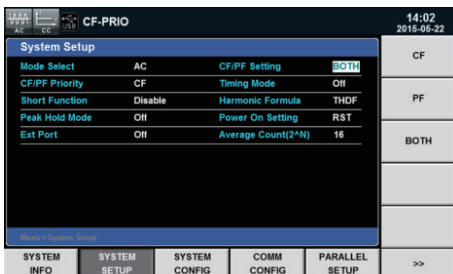 AC CC USB CF-PRIO 14:02
2015-05-22
System Setup
Mode Select AC CF/PF Setting BOTH
CF/PF Priority CF Timing Mode Off
Short Function Disable Harmonic Formula THDF
Peak Hold Mode Off Power On Setting RST
Ext Port Off Average Count(2^N) 16
Menu > System Setup
CF
PF
BOTH
SYSTEM INFO
SYSTEM SETUP
SYSTEM CONFIG
COMM CONFIG
PARALLEL SETUP
>>